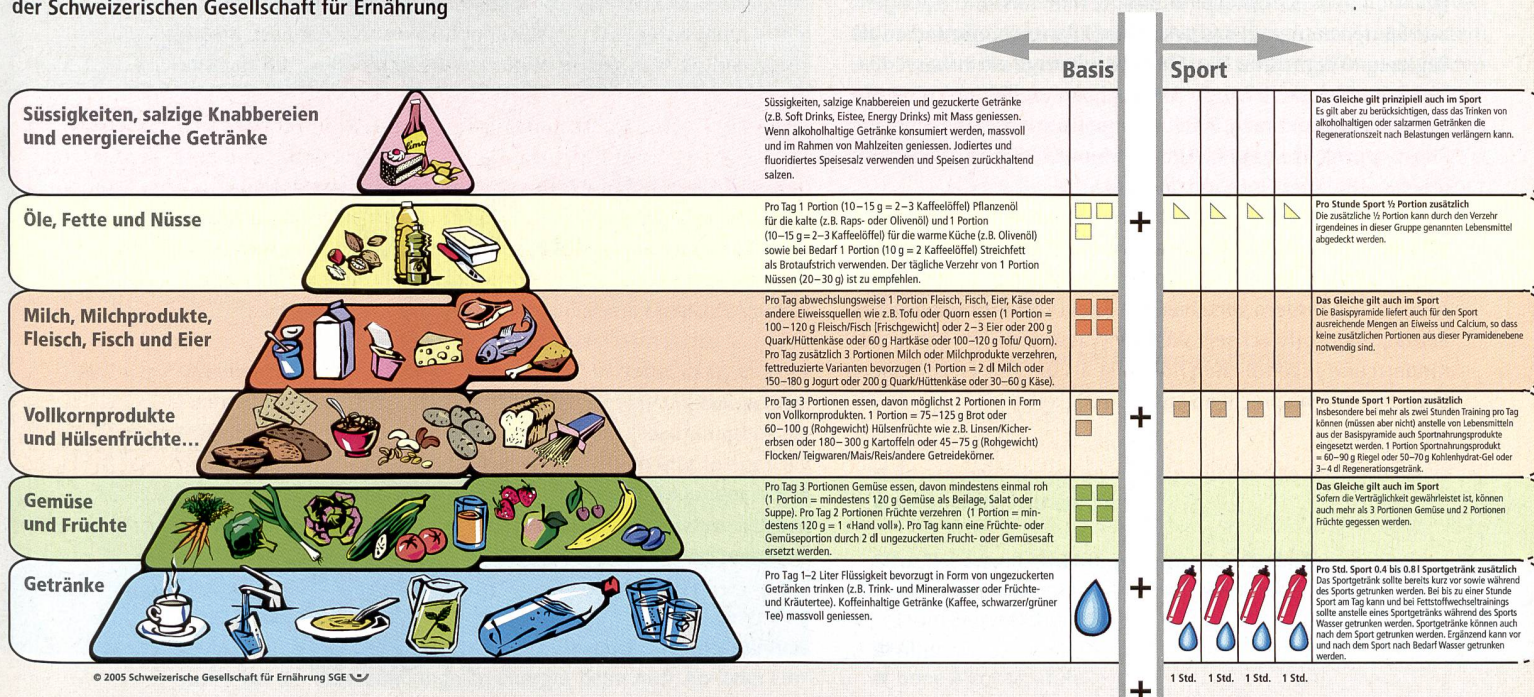 der Schweizerischen Gesellschaft für Ernährung
Basis
Sport
Süssigkeiten, salzige Knabbereien
und energiereiche Getränke
limo
Süssigkeiten, salzige Knabbereien und gezuckerte Getränke
(z.B. Soft Drinks, Eistee, Energy Drinks) mit Mass geniessen.
Wenn alkoholhaltige Getränke konsumiert werden, massvoll
und im Rahmen von Mahlzeiten geniessen. Jodiertes und
fluoridiertes Speisesalz verwenden und Speisen zurückhaltend
salzen.
Das Gleiche gilt prinzipiell auch im Sport
Es gilt aber zu berücksichtigen, dass das Trinken von
alkoholhaltigen oder salzarmen Getränken die
Regenerationszeit nach Belastungen verlängern kann.
Öle, Fette und Nüsse
Pro Tag 1 Portion (10–15 g = 2–3 Kaffeelöffel) Pflanzenöl
für die kalte (z.B. Raps- oder Olivenöl) und 1 Portion
(10–15 g = 2–3 Kaffeelöffel) für die warme Küche (z.B. Olivenöl)
sowie bei Bedarf 1 Portion (10 g = 2 Kaffeelöffel) Streichfett
als Brotaufstrich verwenden. Der tägliche Verzehr von 1 Portion
Nüssen (20–30 g) ist zu empfehlen.
+
Pro Stunde Sport ½ Portion zusätzlich
Die zusätzliche ½ Portion kann durch den Verzehr
irgendeines in dieser Gruppe genannten Lebensmittel
abgedeckt werden.
Milch, Milchprodukte,
Fleisch, Fisch und Eier
Pro Tag abwechslungsweise 1 Portion Fleisch, Fisch, Eier, Käse oder
andere Eiweissquellen wie z.B. Tofu oder Quorn essen (1 Portion =
100–120 g Fleisch/Fisch [Frischgewicht] oder 2–3 Eier oder 200 g
Quark/Hüttenkäse oder 60 g Hartkäse oder 100–120 g Tofu/ Quorn).
Pro Tag zusätzlich 3 Portionen Milch oder Milchprodukte verzehren,
fettreduzierte Varianten bevorzugen (1 Portion = 2 dl Milch oder
150–180 g Jogurt oder 200 g Quark/Hüttenkäse oder 30–60 g Käse).
Das Gleiche gilt auch im Sport
Die Basispyramide liefert auch für den Sport
ausreichende Mengen an Eiweiss und Calcium, so dass
keine zusätzlichen Portionen aus dieser Pyramidenebene
notwendig sind.
Vollkornprodukte
und Hülsenfrüchte...
Pro Tag 3 Portionen essen, davon möglichst 2 Portionen in Form
von Vollkornprodukten. 1 Portion = 75–125 g Brot oder
60–100 g (Rohgewicht) Hülsenfrüchte wie z.B. Linsen/Kicher-
erbsen oder 180–300 g Kartoffeln oder 45–75 g (Rohgewicht)
Flocken/ Teigwaren/Mais/Reis/andere Getreidekörner.
+
Pro Stunde Sport 1 Portion zusätzlich
Insbesondere bei mehr als zwei Stunden Training pro Tag
können (müssen aber nicht) anstelle von Lebensmitteln
aus der Basispyramide auch Sportnahrungsprodukte
eingesetzt werden. 1 Portion Sportnahrungsprodukt
= 60–90 g Riegel oder 50–70 g Kohlenhydrat-Gel oder
3–4 dl Regenerationsgetränk.
Gemüse
und Früchte
Pro Tag 3 Portionen Gemüse essen, davon mindestens einmal roh
(1 Portion = mindestens 120 g Gemüse als Beilage, Salat oder
Suppe). Pro Tag 2 Portionen Früchte verzehren (1 Portion = min-
destens 120 g = 1 «Hand voll»). Pro Tag kann eine Früchte- oder
Gemüseportion durch 2 dl ungezuckerten Frucht- oder Gemüsesaft
ersetzt werden.
Das Gleiche gilt auch im Sport
Sofern die Verträglichkeit gewährleistet ist, können
auch mehr als 3 Portionen Gemüse und 2 Portionen
Früchte gegessen werden.
Getränke
Pro Tag 1–2 Liter Flüssigkeit bevorzugt in Form von ungezuckerten
Getränken trinken (z.B. Trink- und Mineralwasser oder Früchte-
und Kräutertee). Koffeinhaltige Getränke (Kaffee, schwarzer/grüner
Tee) massvoll geniessen.
+
Pro Std. Sport 0.4 bis 0.8 l Sportgetränk zusätzlich
Das Sportgetränk sollte bereits kurz vor sowie während
des Sports getrunken werden. Bei bis zu einer Stunde
Sport am Tag kann und bei Fettstoffwechseltrainings
sollte anstelle eines Sportgetränks während des Sports
Wasser getrunken werden. Sportgetränke können auch
nach dem Sport getrunken werden. Ergänzend kann vor
und nach dem Sport nach Bedarf Wasser getrunken
werden.
© 2005 Schweizerische Gesellschaft für Ernährung SGE
+
1 Std. 1 Std. 1 Std. 1 Std.